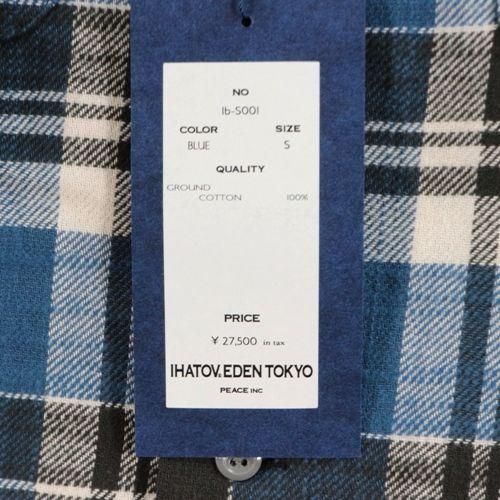 NO
Ib-S001
COLOR SIZE
BLUE S
QUALITY
GROUND
COTTON 100%
PRICE
¥ 27,500 in tax
IHATOV.EDEN TOKYO
PEACE INC